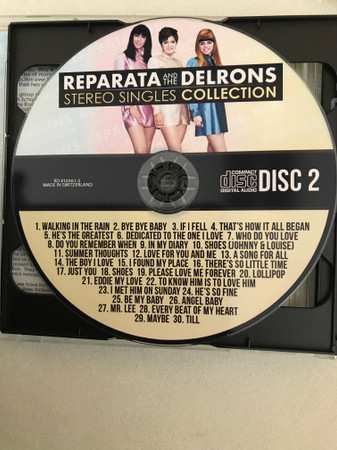 REPARATA AND THE DELRONS
STEREO SINGLES COLLECTION
MADE IN SWITZERLAND
COMPACT
disc
DIGITAL AUDIO
DISC 2
1. WALKING IN THE RAIN 2. BYE BYE BABY 3. IF I FELL 4. THAT'S HOW IT ALL BEGAN
5. HE'S THE GREATEST 6. DEDICATED TO THE ONE I LOVE 7. WHO DO YOU LOVE
8. DO YOU REMEMBER WHEN 9. IN MY DIARY 10. SHOES (JOHNNY & LOUISE)
11. SUMMER THOUGHTS 12. LOVE FOR YOU AND ME 13. A SONG FOR ALL
14. THE BOY I LOVE 15. I FOUND MY PLACE 16. THERE'S SO LITTLE TIME
17. JUST YOU 18. SHOES 19. PLEASE LOVE ME FOREVER 20. LOLLIPOP
21. EDDIE MY LOVE 22. TO KNOW HIM IS TO LOVE HIM
23. I MET HIM ON SUNDAY 24. HE'S SO FINE
25. BE MY BABY 26. ANGEL BABY
27. MR. LEE 28. EVERY BEAT OF MY HEART
29. MAYBE 30. TILL